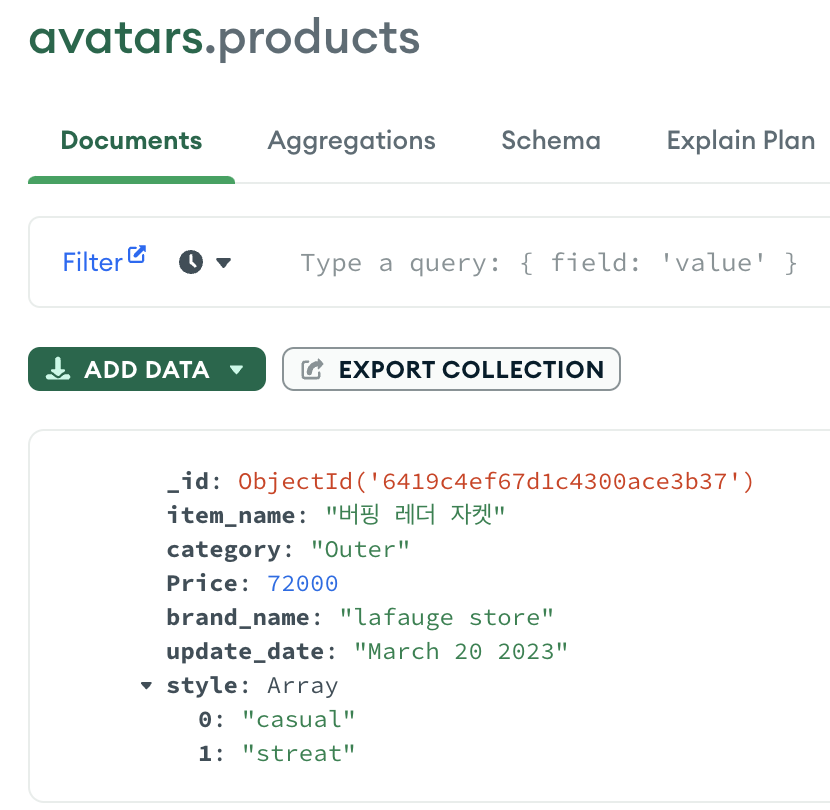 avatars.products
Documents Aggregations Schema Explain Plan
Filter Type a query: { field: 'value' }
ADD DATA EXPORT COLLECTION
_id: ObjectId('6419c4ef67d1c4300ace3b37')
item_name: "버핑 레더 자켓"
category: "Outer"
Price: 72000
brand_name: "lafauge store"
update_date: "March 20 2023"
style: Array
0: "casual"
1: "streat"